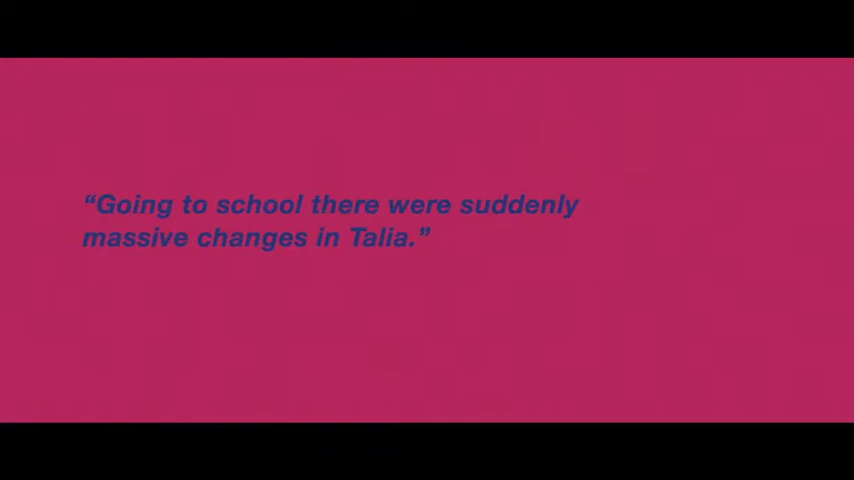 “Going to school there were suddenly
massive changes in Talia.”